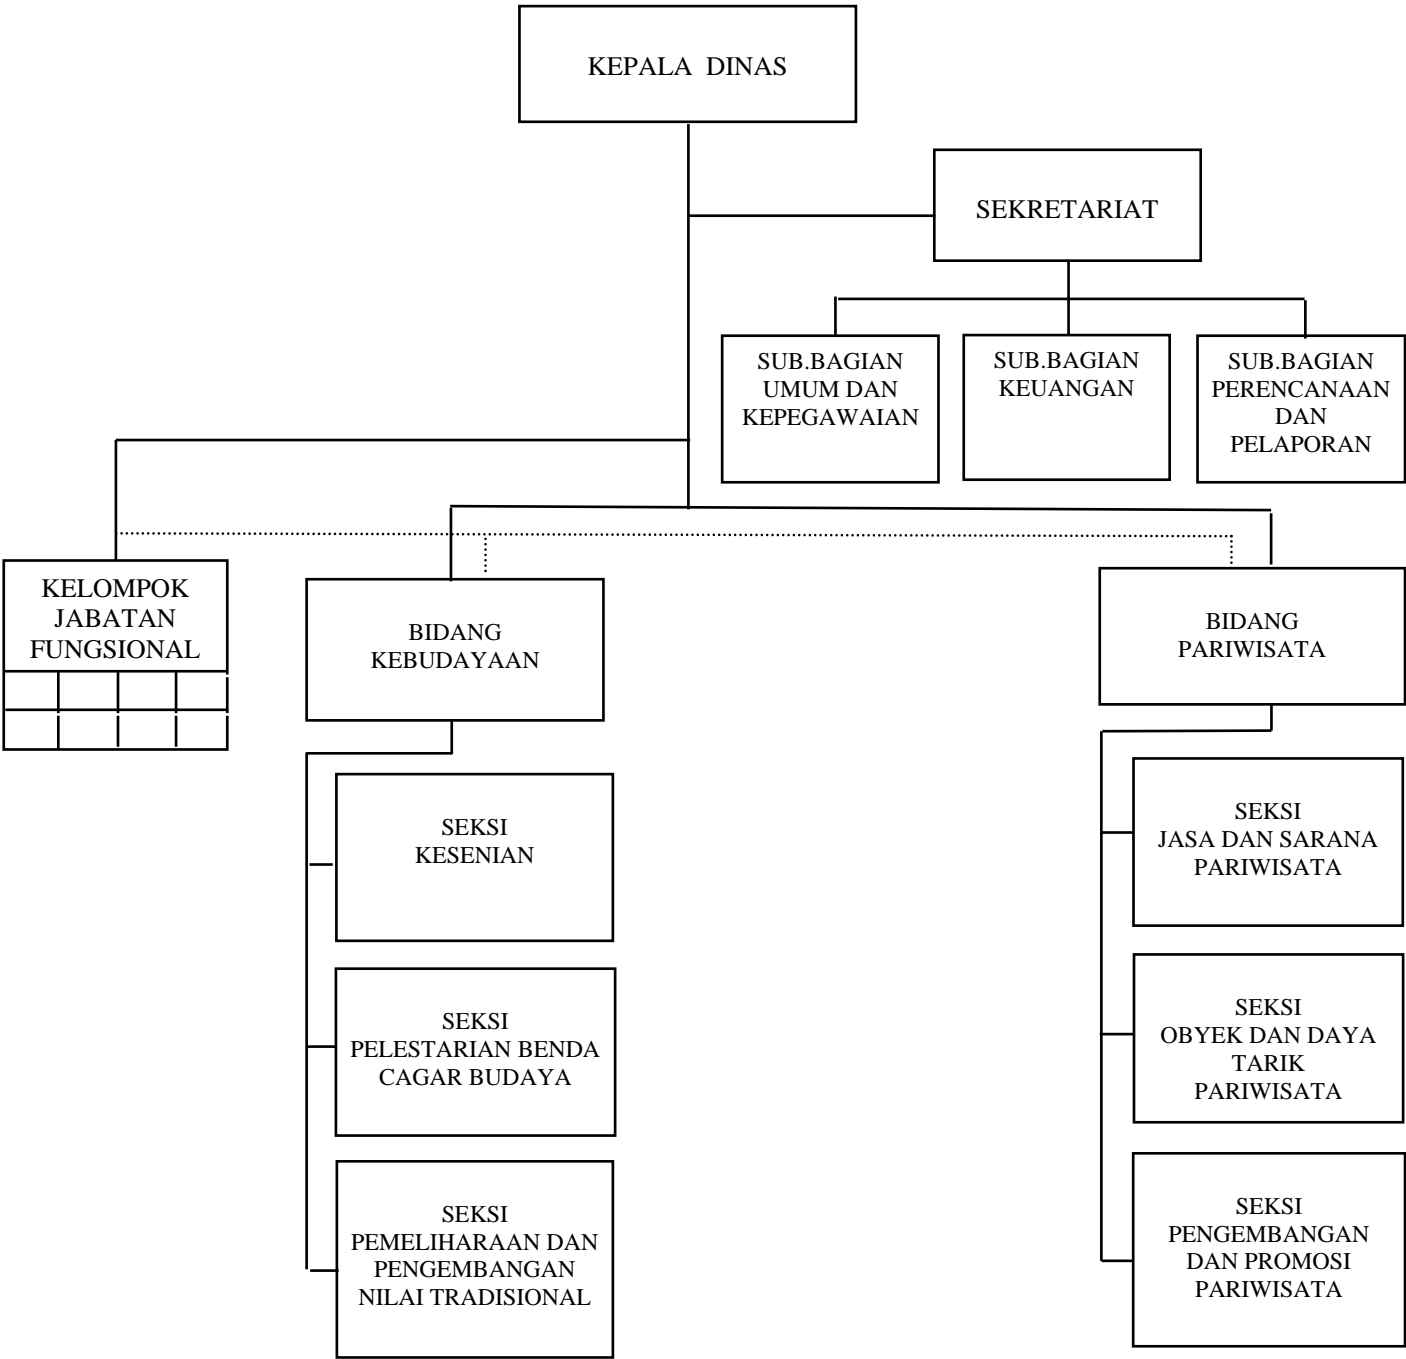 KEPALA DINAS
SEKRETARIAT
SUB.BAGIAN
UMUM DAN
KEPEGAWAIAN
SUB.BAGIAN
KEUANGAN
SUB.BAGIAN
PERENCANAAN
DAN
PELAPORAN
KELOMPOK
JABATAN
FUNGSIONAL
BIDANG
KEBUDAYAAN
BIDANG
PARIWISATA
SEKSI
KESENIAN
SEKSI
PELESTARIAN BENDA
CAGAR BUDAYA
SEKSI
PEMELIHARAAN DAN
PENGEMBANGAN
NILAI TRADISIONAL
SEKSI
JASA DAN SARANA
PARIWISATA
SEKSI
OBYEK DAN DAYA
TARIK
PARIWISATA
SEKSI
PENGEMBANGAN
DAN PROMOSI
PARIWISATA